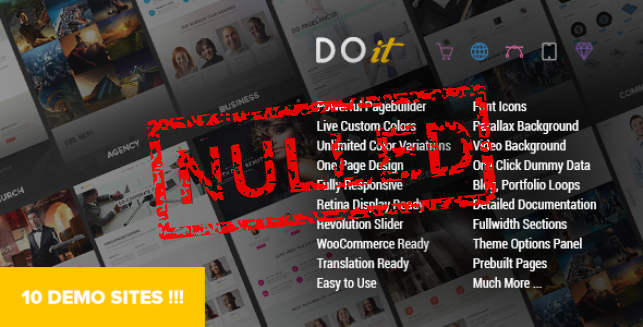 DO it
Powerful Pagebuilder
Live Custom Colors
Unlimited Color Variations
One Page Design
Fully Responsive
Retina Display Ready
Revolution Slider
WooCommerce Ready
Translation Ready
Easy to Use
Font Icons
Parallax Background
Video Background
One Click Dummy Data
Blog, Portfolio Loops
Detailed Documentation
Fullwidth Sections
Theme Options Panel
Prebuilt Pages
Much More ...
NULLED
BUSINESS
AGENCY
10 DEMO SITES !!!